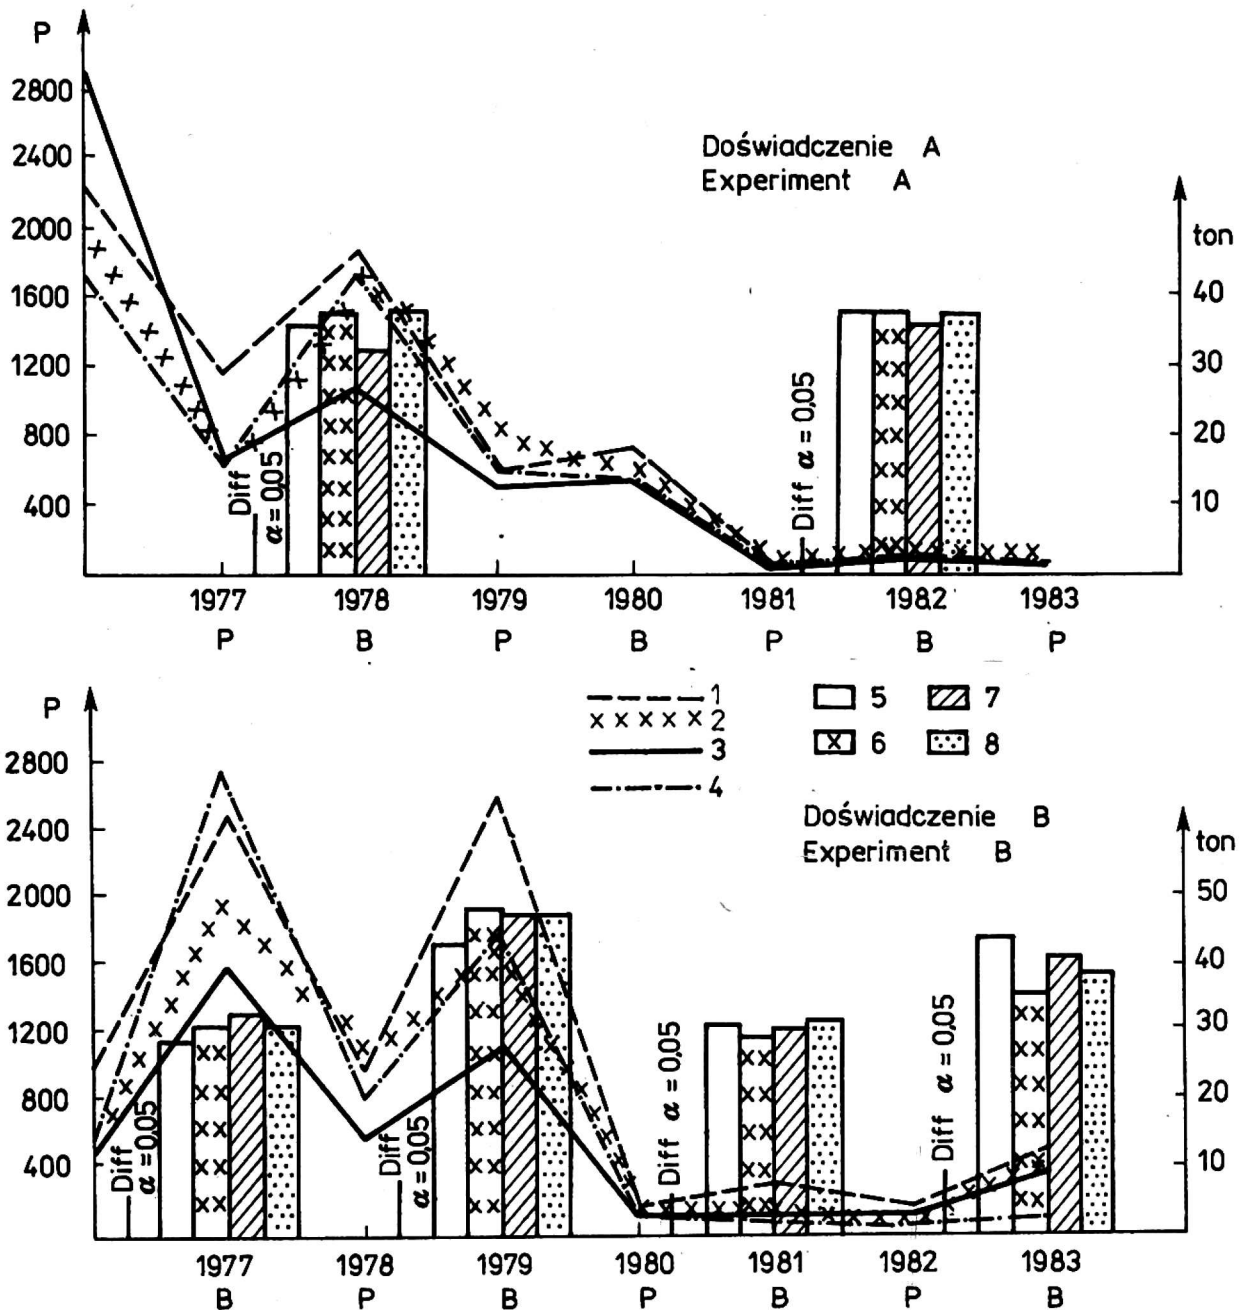 P
2800
2400
2000
1600
1200
800
400
Doświadczenie A
Experiment A
ton
40
30
20
10
Diff
α = 0,05
Diff α = 0,05
1977 1978 1979 1980 1981 1982 1983
P B P B P B P
P
2800
2400
2000
1600
1200
800
400
1
2
3
4
5 7
6 8
Doświadczenie B
Experiment B
ton
50
40
30
20
10
Diff
α = 0,05
Diff
α = 0,05
Diff α = 0,05
Diff α = 0,05
1977 1978 1979 1980 1981 1982 1983
B P B P B P B